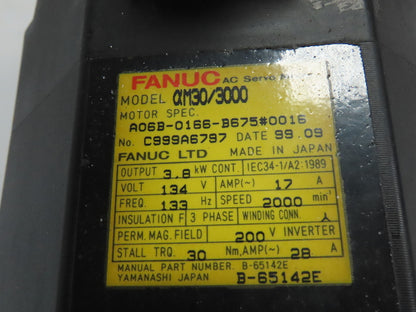 FANUC AC Servo M
MODEL αM30/3000
MOTOR SPEC.
A06B-0166-B675#0016
No. C999A6797 DATE 99.09
FANUC LTD MADE IN JAPAN
OUTPUT 3.8 kW CONT. IEC34-1/A2:1989
VOLT 134 V AMP(~) 17 A
FREQ. 133 Hz SPEED 2000 min⁻¹
INSULATION F 3 PHASE WINDING CONN. 人
PERM. MAG. FIELD 200 V INVERTER
STALL TRQ. 30 Nm, AMP(~) 28 A
MANUAL PART NUMBER. B-65142E
YAMANASHI JAPAN B-65142E